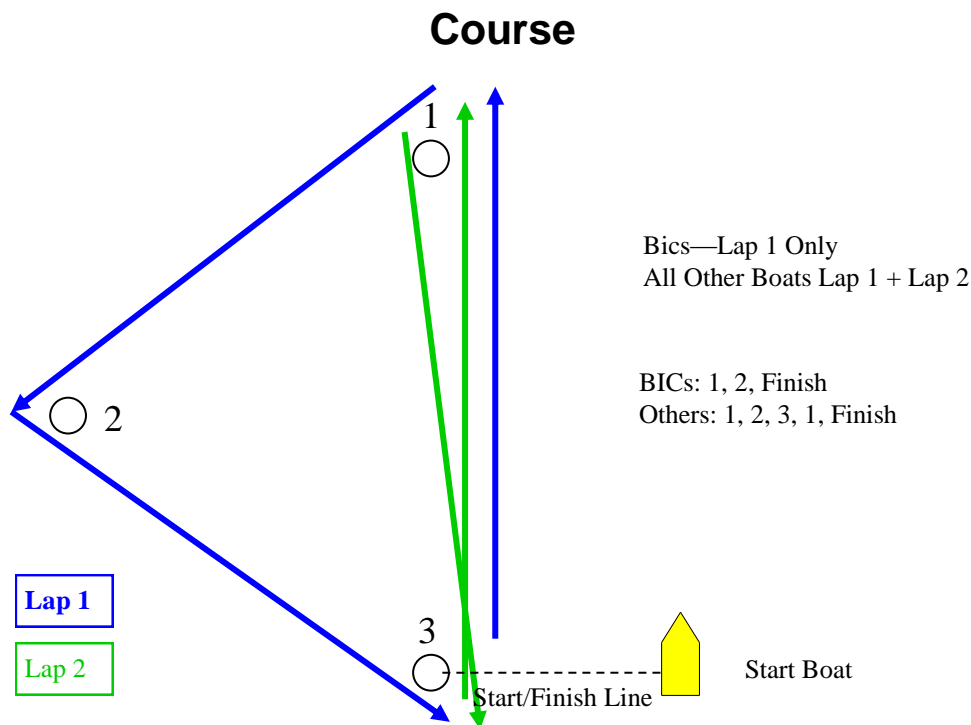 Course
1
Bics—Lap 1 Only
All Other Boats Lap 1 + Lap 2
BICs: 1, 2, Finish
Others: 1, 2, 3, 1, Finish
2
Lap 1
Lap 2
3
Start Boat
Start/Finish Line